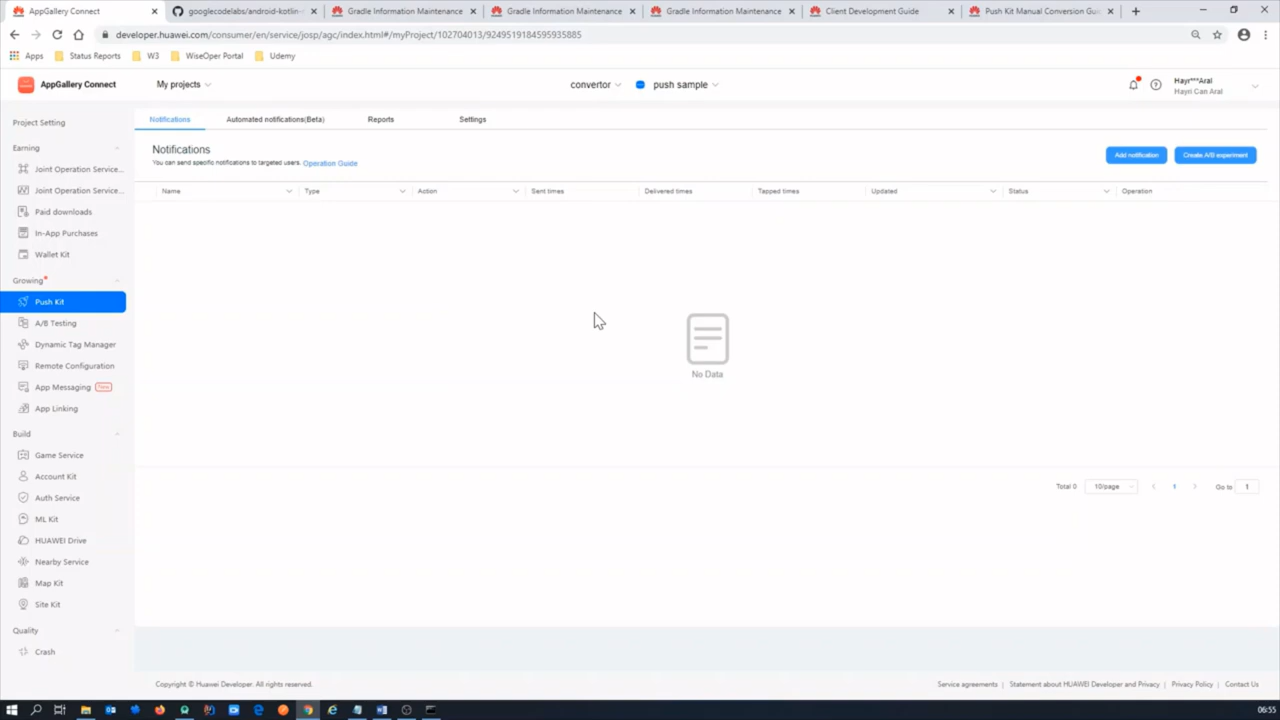 AppGallery Connect
googlecodelabs/android-kotlin-
Gradle Information Maintenance
Gradle Information Maintenance
Gradle Information Maintenance
Client Development Guide
Push Kit Manual Conversion Gui
developer.huawei.com/consumer/en/service/josp/agc/index.html#/myProject/102704013/9249519184595935885
Apps
Status Reports
W3
WiseOper Portal
Udemy
AppGallery Connect
My projects
convertor
push sample
Hayr***Aral
Hayri Can Aral
Project Setting
Earning
Joint Operation Service...
Joint Operation Service...
Paid downloads
In-App Purchases
Wallet Kit
Growing
Push Kit
A/B Testing
Dynamic Tag Manager
Remote Configuration
App Messaging New
App Linking
Build
Game Service
Account Kit
Auth Service
ML Kit
HUAWEI Drive
Nearby Service
Map Kit
Site Kit
Quality
Crash
Notifications
Automated notifications(Beta)
Reports
Settings
Notifications
You can send specific notifications to targeted users. Operation Guide
Add notification
Create A/B experiment
Name
Type
Action
Sent times
Delivered times
Tapped times
Updated
Status
Operation
No Data
Total 0
10/page
1
Go to
1
Copyright © Huawei Developer. All rights reserved.
Service agreements | Statement about HUAWEI Developer and Privacy | Privacy Policy | Contact Us
06:55